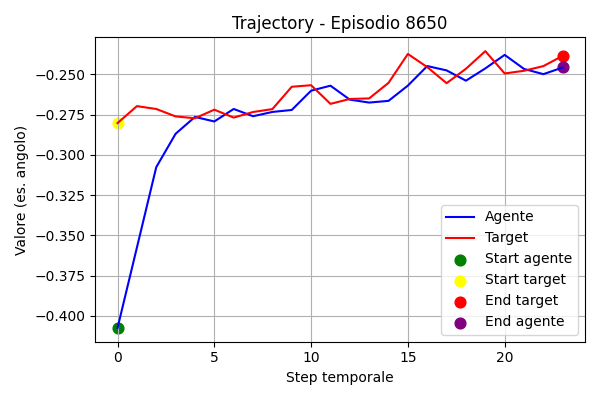 Trajectory - Episodio 8650
Valore (es. angolo)
−0.250
−0.275
−0.300
−0.325
−0.350
−0.375
−0.400
0 5 10 15 20
Step temporale
Agente
Target
Start agente
Start target
End target
End agente